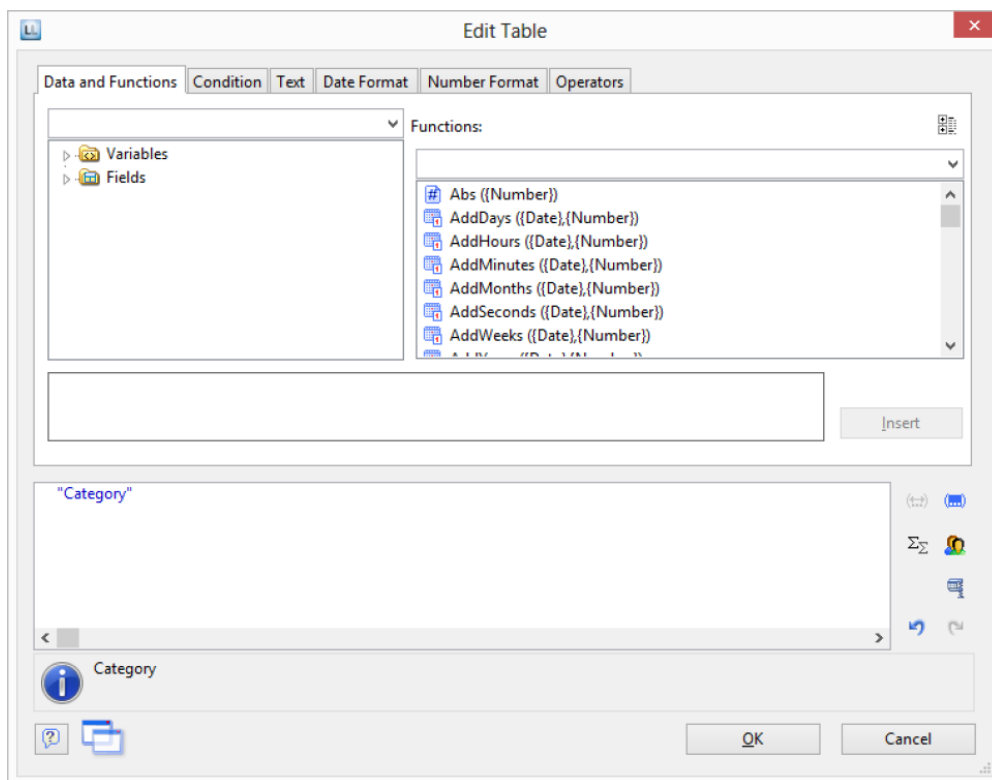 LL
Edit Table
Data and Functions Condition Text Date Format Number Format Operators
Functions:
Variables
Fields
Abs ({Number})
AddDays ({Date},{Number})
AddHours ({Date},{Number})
AddMinutes ({Date},{Number})
AddMonths ({Date},{Number})
AddSeconds ({Date},{Number})
AddWeeks ({Date},{Number})
Insert
"Category"
Category
OK Cancel